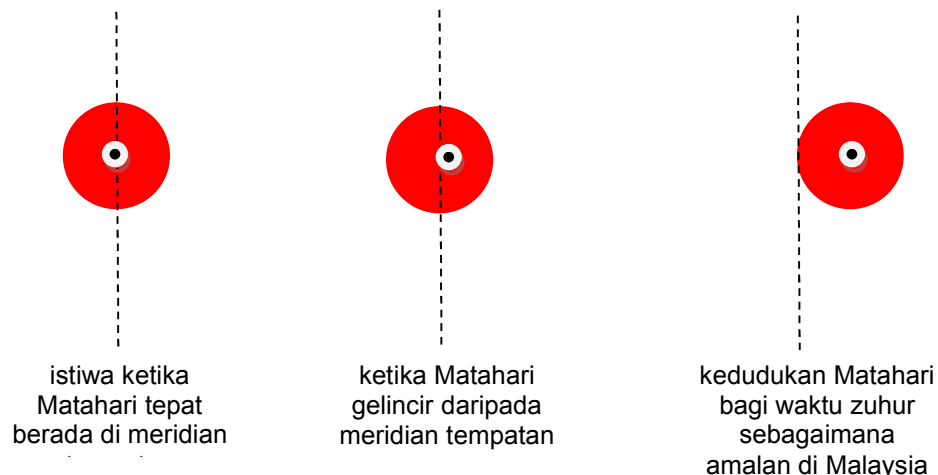 istiwa ketika
Matahari tepat
berada di meridian
ketika Matahari
gelincir daripada
meridian tempatan
kedudukan Matahari
bagi waktu zuhur
sebagaimana
amalan di Malaysia